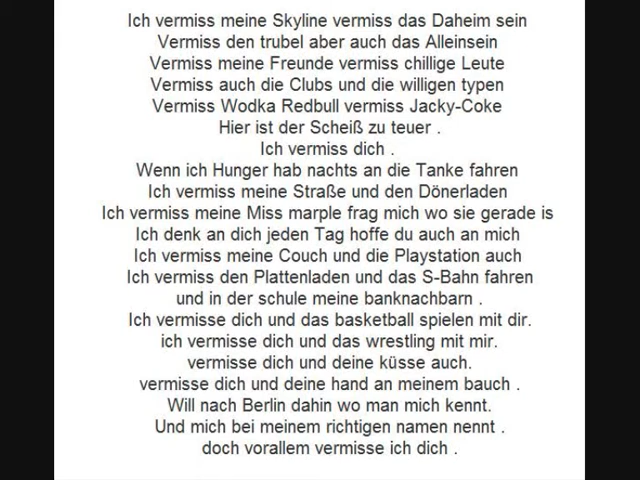 Ich vermiss meine Skyline vermiss das Daheim sein
Vermiss den trubel aber auch das Alleinsein
Vermiss meine Freunde vermiss chillige Leute
Vermiss auch die Clubs und die willigen typen
Vermiss Wodka Redbull vermiss Jacky-Coke
Hier ist der Scheiß zu teuer .
Ich vermiss dich .
Wenn ich Hunger hab nachts an die Tanke fahren
Ich vermiss meine Straße und den Dönerladen
Ich vermiss meine Miss marple frag mich wo sie gerade is
Ich denk an dich jeden Tag hoffe du auch an mich
Ich vermiss meine Couch und die Playstation auch
Ich vermiss den Plattenladen und das S-Bahn fahren
und in der schule meine banknachbarn .
Ich vermisse dich und das basketball spielen mit dir.
ich vermisse dich und das wrestling mit mir.
vermisse dich und deine küsse auch.
vermisse dich und deine hand an meinem bauch .
Will nach Berlin dahin wo man mich kennt.
Und mich bei meinem richtigen namen nennt .
doch vorallem vermisse ich dich .